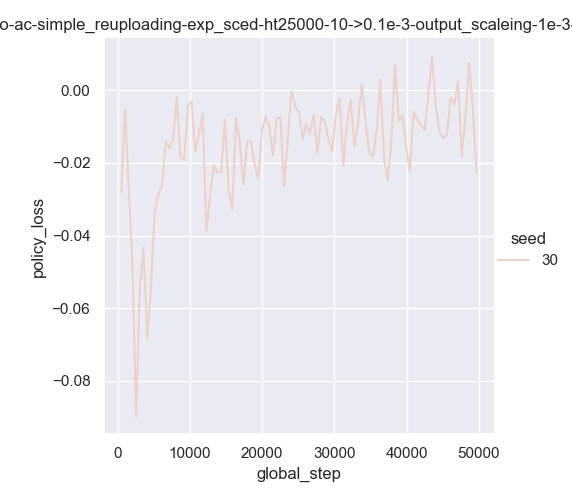 o-ac-simple_reuploading-exp_sced-ht25000-10->0.1e-3-output_scaleing-1e-3-
0.00
−0.02
−0.04
−0.06
−0.08
policy_loss
0 10000 20000 30000 40000 50000
global_step
seed
30